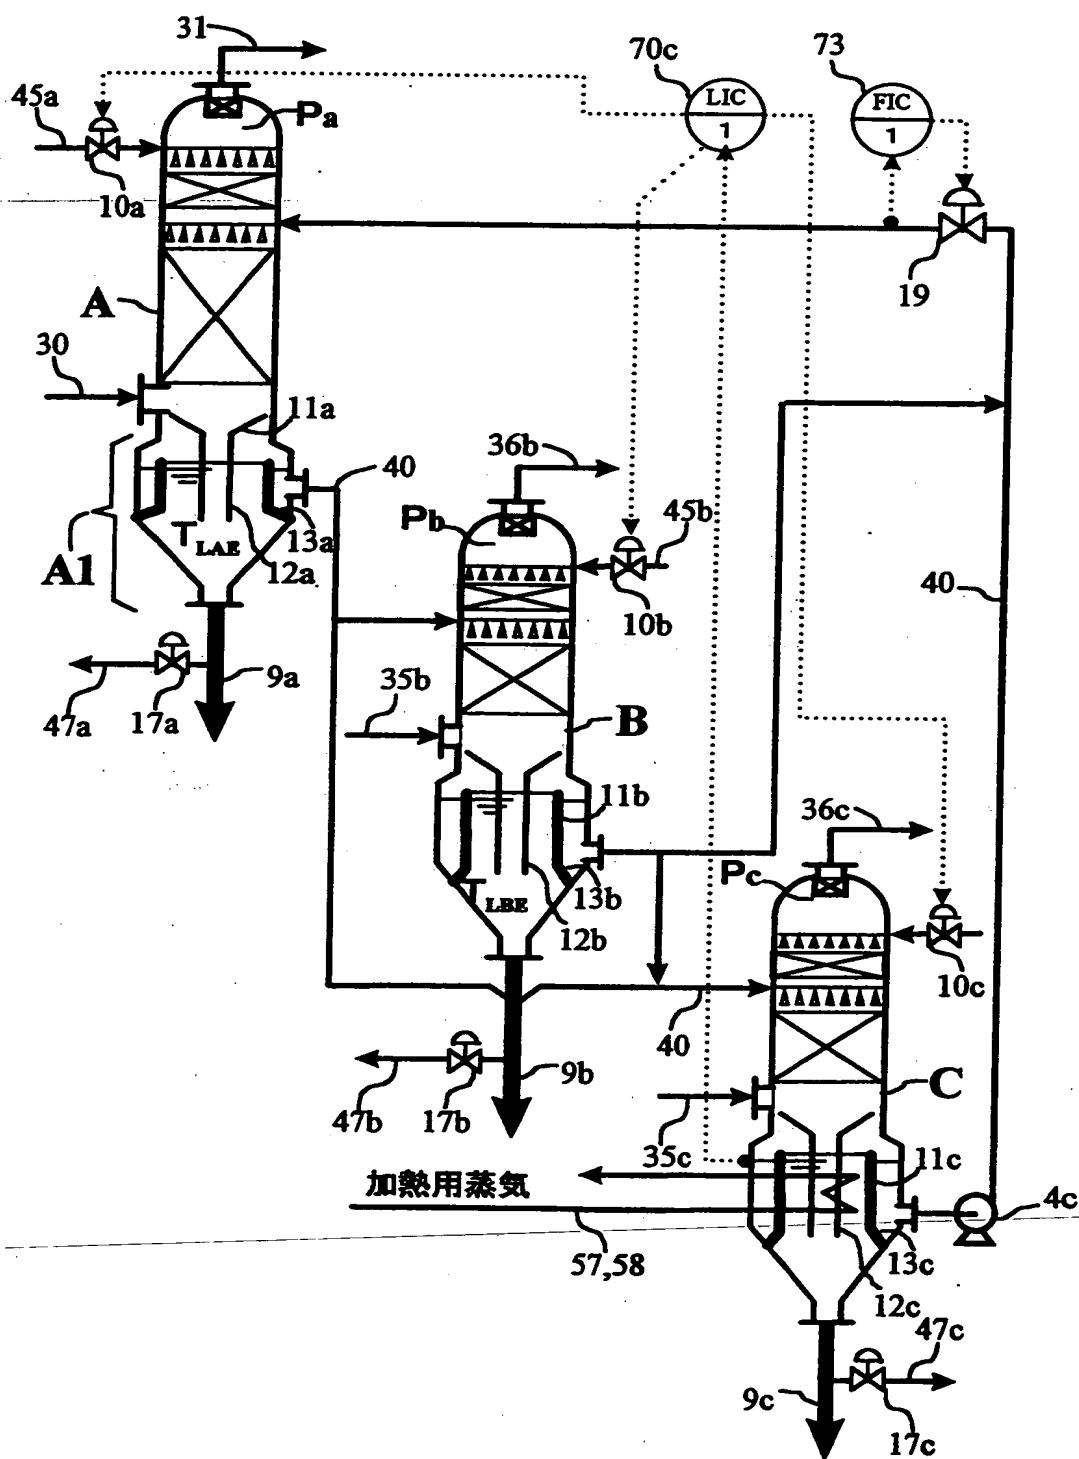 31
70c
73
45a
LIC
1
FIC
1
Pa
10a
19
A
30
11a
36b
40
45b
Pb
13a
LAE
12a
A1
10b
40
9a
35b
47a
17a
B
11b
36c
Pc
13b
LBE
12b
10c
40
9b
C
47b
17b
35c
11c
加熱用蒸気
4c
57,58
13c
12c
47c
9c
17c